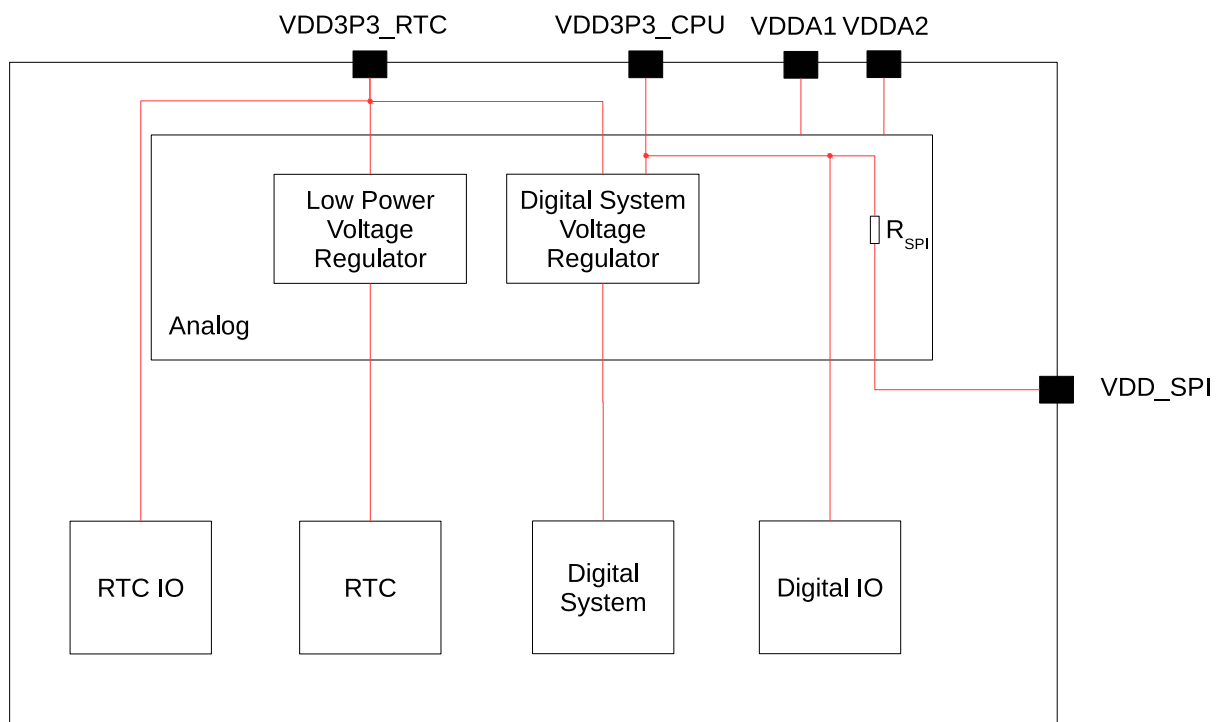 VDD3P3_RTC
VDD3P3_CPU
VDDA1
VDDA2
Low Power
Voltage
Regulator
Digital System
Voltage
Regulator
RSPI
Analog
VDD_SPI
RTC IO
RTC
Digital
System
Digital IO